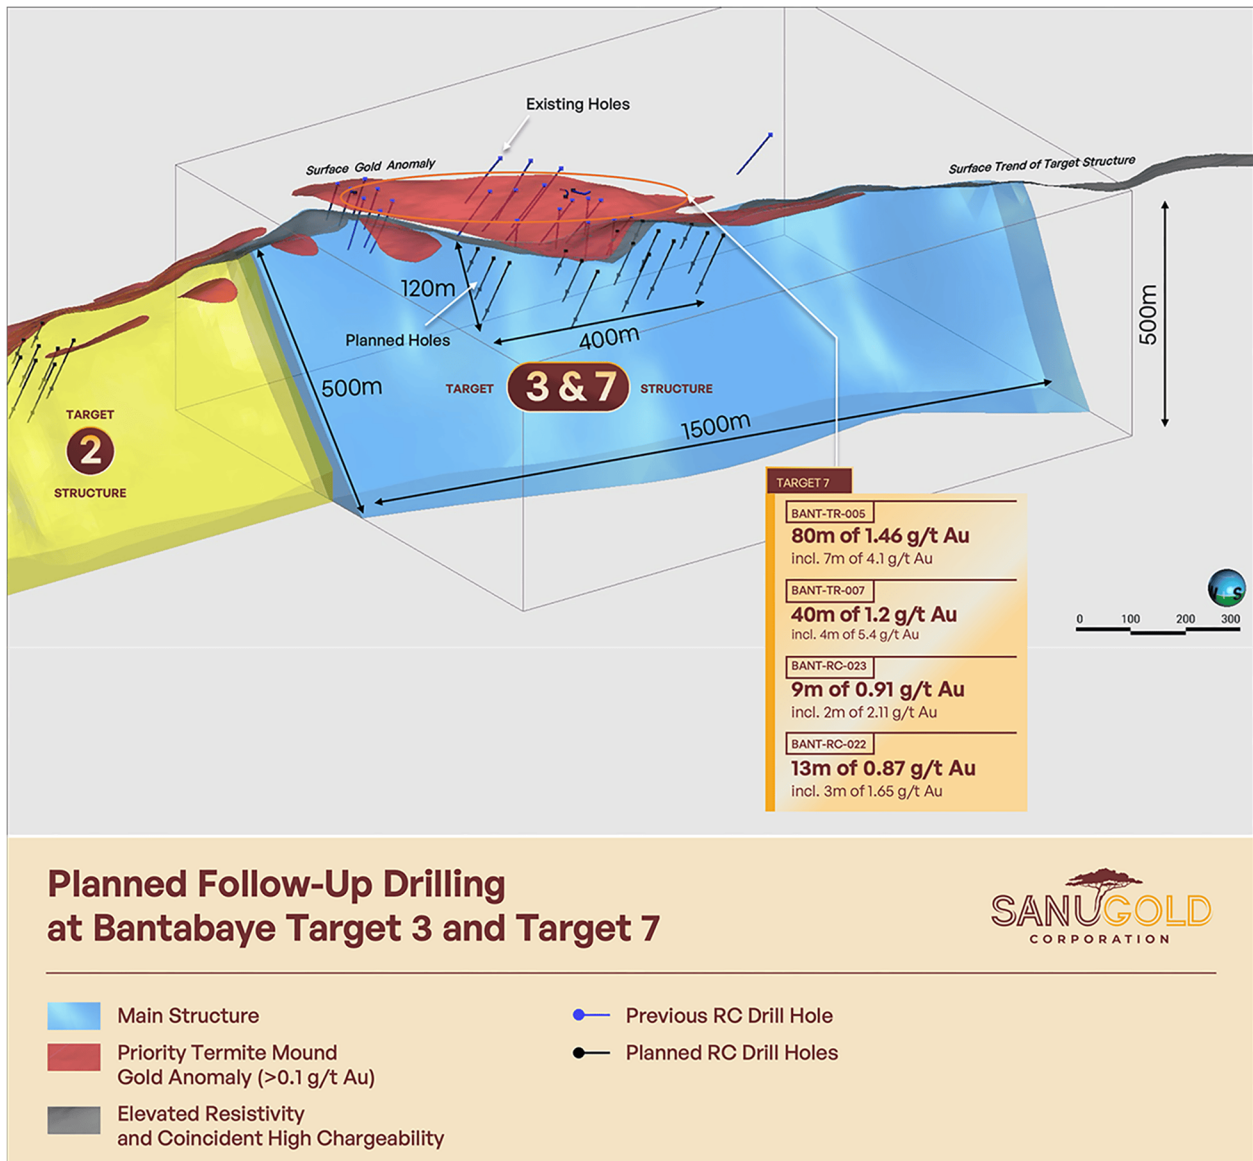 Existing Holes
Surface Gold Anomaly
Surface Trend of Target Structure
120m
Planned Holes
400m
500m
500m
TARGET 3 & 7 STRUCTURE
1500m
TARGET
2
STRUCTURE
TARGET 7
BANT-TR-005
80m of 1.46 g/t Au
incl. 7m of 4.1 g/t Au
BANT-TR-007
40m of 1.2 g/t Au
incl. 4m of 5.4 g/t Au
BANT-RC-023
9m of 0.91 g/t Au
incl. 2m of 2.11 g/t Au
BANT-RC-022
13m of 0.87 g/t Au
incl. 3m of 1.65 g/t Au
S
0 100 200 300
Planned Follow-Up Drilling
at Bantabaye Target 3 and Target 7
SANUGOLD
CORPORATION
Main Structure
Priority Termite Mound
Gold Anomaly (>0.1 g/t Au)
Elevated Resistivity
and Coincident High Chargeability
Previous RC Drill Hole
Planned RC Drill Holes